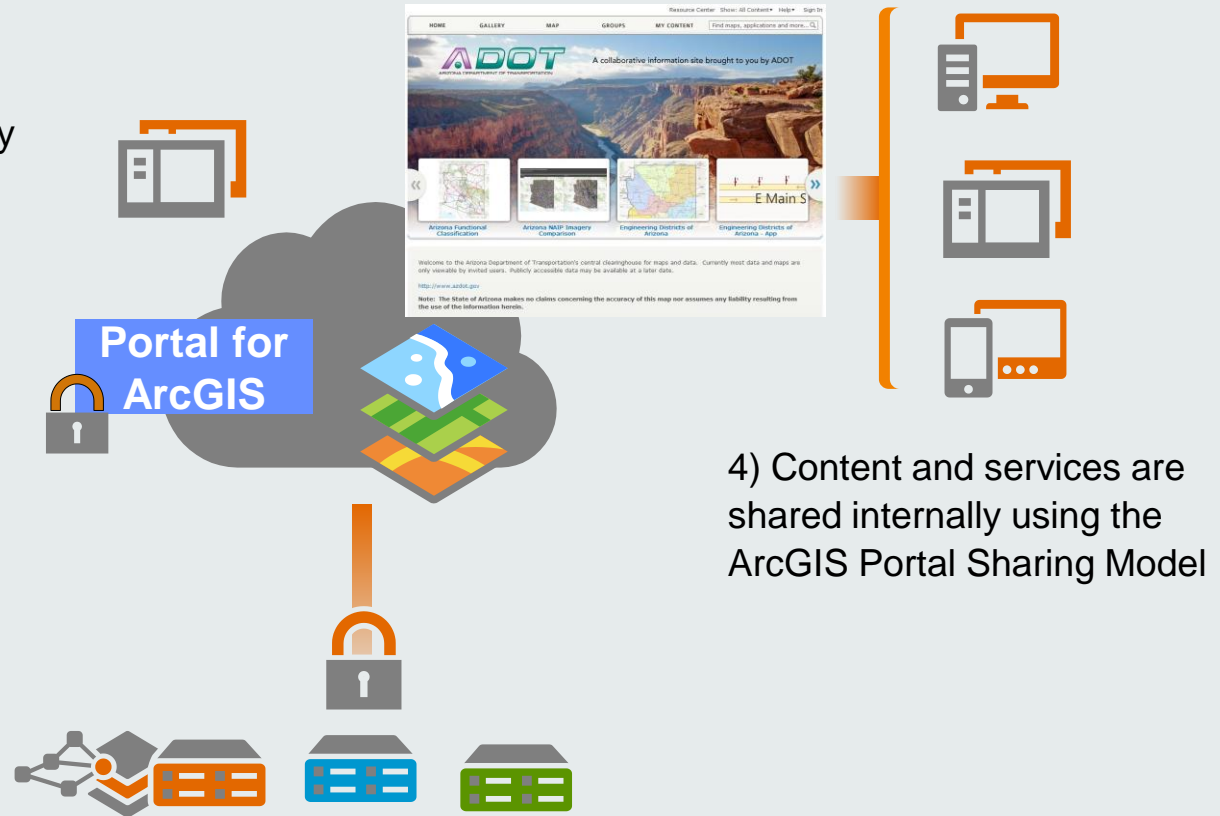 Resource Center Show: All Content Help Sign In
HOME GALLERY MAP GROUPS MY CONTENT Find maps, applications and more...
ADOT
ARIZONA DEPARTMENT OF TRANSPORTATION
A collaborative information site brought to you by ADOT
y
E Main S
Arizona Functional Classification
Arizona NAIP Imagery Comparison
Engineering Districts of Arizona
Engineering Districts of Arizona - App
Welcome to the Arizona Department of Transportation's central clearinghouse for maps and data. Currently most data and maps are
only viewable by invited users. Publicly accessible data may be available at a later date.
http://www.azdot.gov
Note: The State of Arizona makes no claims concerning the accuracy of this map nor assumes any liability resulting from
the use of the information herein.
Portal for
ArcGIS
4) Content and services are
shared internally using the
ArcGIS Portal Sharing Model